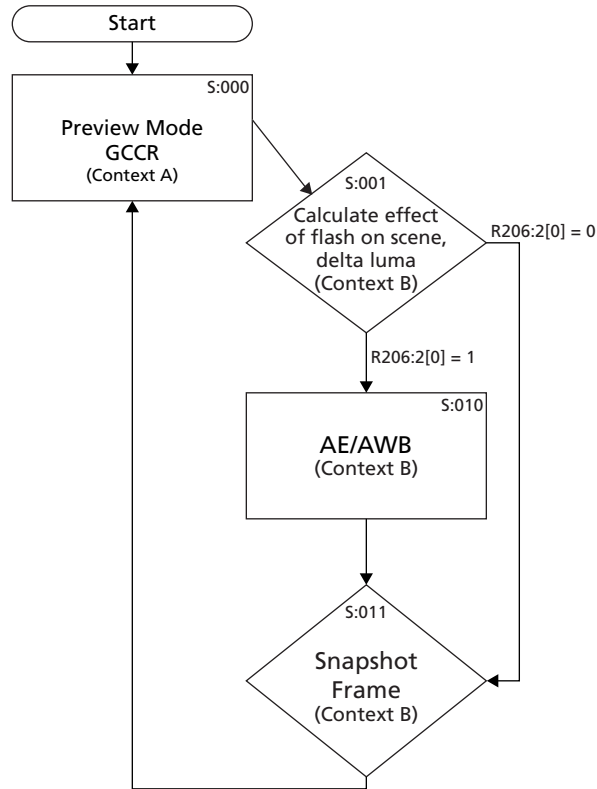 Start
S:000
Preview Mode
GCCR
(Context A)
S:001
Calculate effect
of flash on scene,
delta luma
(Context B)
R206:2[0] = 0
R206:2[0] = 1
S:010
AE/AWB
(Context B)
S:011
Snapshot
Frame
(Context B)